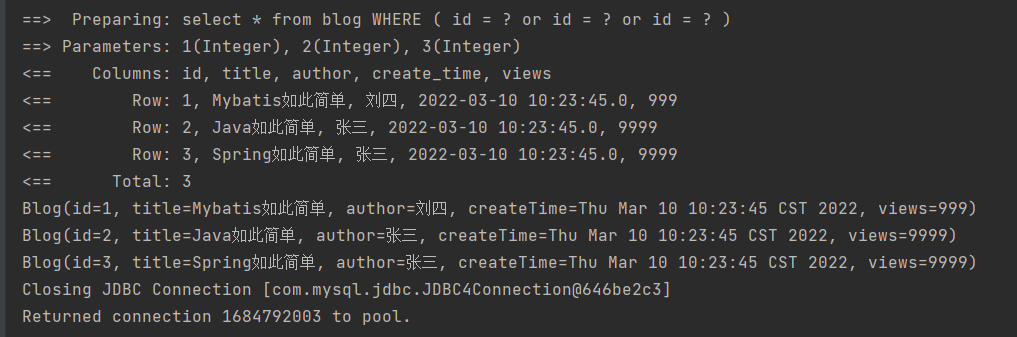 ==>  Preparing: select * from blog WHERE ( id = ? or id = ? or id = ? )
==> Parameters: 1(Integer), 2(Integer), 3(Integer)
<==    Columns: id, title, author, create_time, views
<==        Row: 1, Mybatis如此简单, 刘四, 2022-03-10 10:23:45.0, 999
<==        Row: 2, Java如此简单, 张三, 2022-03-10 10:23:45.0, 9999
<==        Row: 3, Spring如此简单, 张三, 2022-03-10 10:23:45.0, 9999
<==      Total: 3
Blog(id=1, title=Mybatis如此简单, author=刘四, createTime=Thu Mar 10 10:23:45 CST 2022, views=999)
Blog(id=2, title=Java如此简单, author=张三, createTime=Thu Mar 10 10:23:45 CST 2022, views=9999)
Blog(id=3, title=Spring如此简单, author=张三, createTime=Thu Mar 10 10:23:45 CST 2022, views=9999)
Closing JDBC Connection [com.mysql.jdbc.JDBC4Connection@646be2c3]
Returned connection 1684792003 to pool.